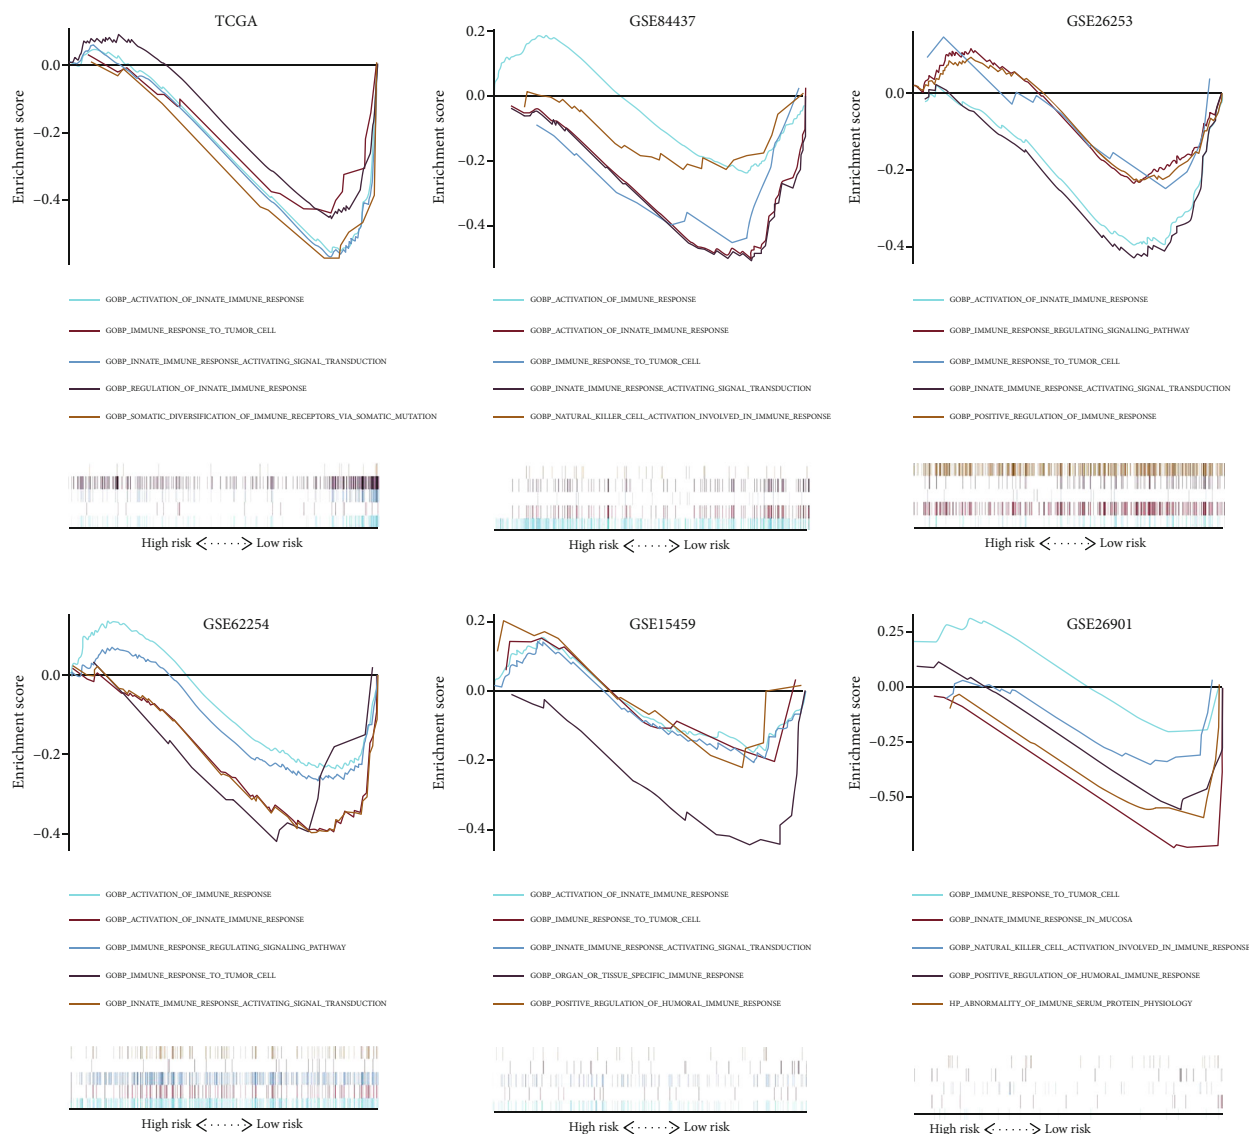 TCGA
0.0
−0.2
−0.4
Enrichment score
GOBP_ACTIVATION_OF_INNATE_IMMUNE_RESPONSE
GOBP_IMMUNE_RESPONSE_TO_TUMOR_CELL
GOBP_INNATE_IMMUNE_RESPONSE_ACTIVATING_SIGNAL_TRANSDUCTION
GOBP_REGULATION_OF_INNATE_IMMUNE_RESPONSE
GOBP_SOMATIC_DIVERSIFICATION_OF_IMMUNE_RECEPTORS_VIA_SOMATIC_MUTATION
High risk Low risk
GSE84437
0.2
0.0
−0.2
−0.4
Enrichment score
GOBP_ACTIVATION_OF_IMMUNE_RESPONSE
GOBP_ACTIVATION_OF_INNATE_IMMUNE_RESPONSE
GOBP_IMMUNE_RESPONSE_TO_TUMOR_CELL
GOBP_INNATE_IMMUNE_RESPONSE_ACTIVATING_SIGNAL_TRANSDUCTION
GOBP_NATURAL_KILLER_CELL_ACTIVATION_INVOLVED_IN_IMMUNE_RESPONSE
High risk Low risk
GSE26253
0.0
−0.2
−0.4
Enrichment score
GOBP_ACTIVATION_OF_INNATE_IMMUNE_RESPONSE
GOBP_IMMUNE_RESPONSE_REGULATING_SIGNALING_PATHWAY
GOBP_IMMUNE_RESPONSE_TO_TUMOR_CELL
GOBP_INNATE_IMMUNE_RESPONSE_ACTIVATING_SIGNAL_TRANSDUCTION
GOBP_POSITIVE_REGULATION_OF_IMMUNE_RESPONSE
High risk Low risk
GSE62254
0.0
−0.2
−0.4
Enrichment score
GOBP_ACTIVATION_OF_IMMUNE_RESPONSE
GOBP_ACTIVATION_OF_INNATE_IMMUNE_RESPONSE
GOBP_IMMUNE_RESPONSE_REGULATING_SIGNALING_PATHWAY
GOBP_IMMUNE_RESPONSE_TO_TUMOR_CELL
GOBP_INNATE_IMMUNE_RESPONSE_ACTIVATING_SIGNAL_TRANSDUCTION
High risk Low risk
GSE15459
0.2
0.0
−0.2
−0.4
Enrichment score
GOBP_ACTIVATION_OF_INNATE_IMMUNE_RESPONSE
GOBP_IMMUNE_RESPONSE_TO_TUMOR_CELL
GOBP_INNATE_IMMUNE_RESPONSE_ACTIVATING_SIGNAL_TRANSDUCTION
GOBP_ORGAN_OR_TISSUE_SPECIFIC_IMMUNE_RESPONSE
GOBP_POSITIVE_REGULATION_OF_HUMORAL_IMMUNE_RESPONSE
High risk Low risk
GSE26901
0.25
0.00
−0.25
−0.50
Enrichment score
GOBP_IMMUNE_RESPONSE_TO_TUMOR_CELL
GOBP_INNATE_IMMUNE_RESPONSE_IN_MUCOSA
GOBP_NATURAL_KILLER_CELL_ACTIVATION_INVOLVED_IN_IMMUNE_RESPONSE
GOBP_POSITIVE_REGULATION_OF_HUMORAL_IMMUNE_RESPONSE
HP_ABNORMALITY_OF_IMMUNE_SERUM_PROTEIN_PHYSIOLOGY
High risk Low risk